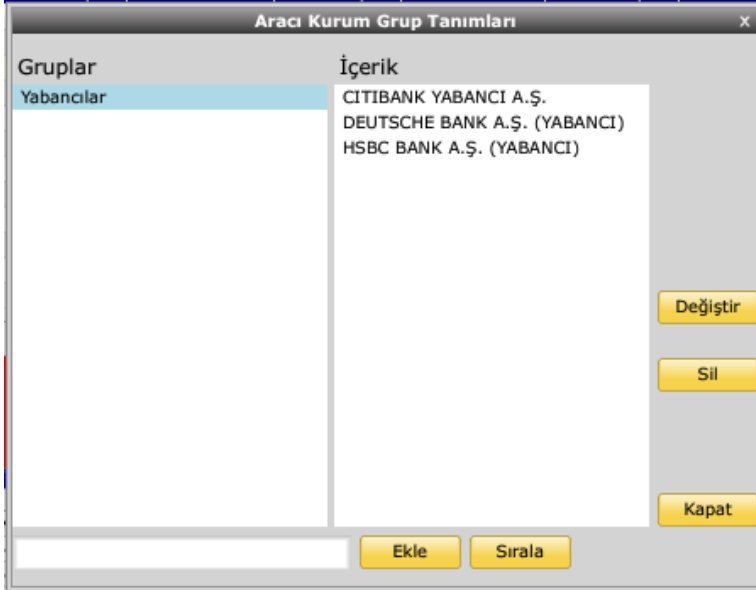 Aracı Kurum Grup Tanımları x
Gruplar
İçerik
Yabancılar
CITIBANK YABANCI A.Ş.
DEUTSCHE BANK A.Ş. (YABANCI)
HSBC BANK A.Ş. (YABANCI)
Değiştir
Sil
Kapat
Ekle
Sırala